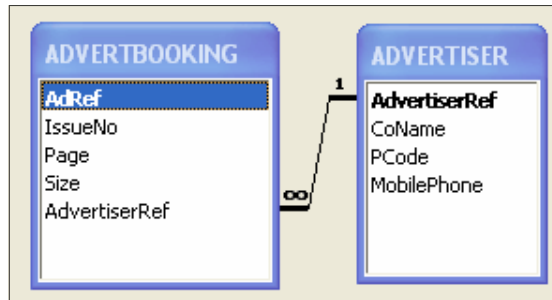 ADVERTBOOKING
AdRef
IssueNo
Page
Size
AdvertiserRef
∞
1
ADVERTISER
AdvertiserRef
CoName
PCode
MobilePhone